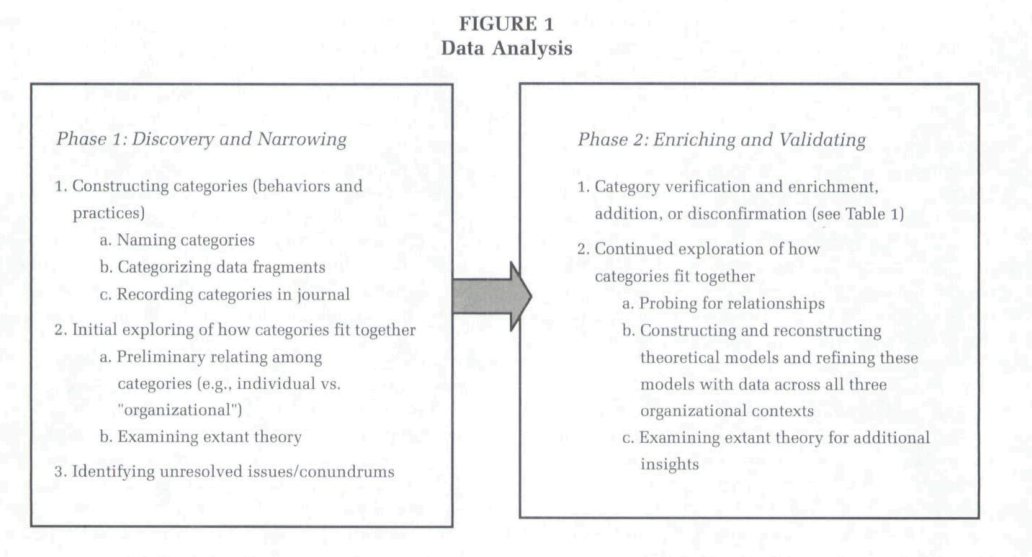 FIGURE 1
Data Analysis
Phase 1: Discovery and Narrowing
1. Constructing categories (behaviors and
practices)
a. Naming categories
b. Categorizing data fragments
c. Recording categories in journal
2. Initial exploring of how categories fit together
a. Preliminary relating among
categories (e.g., individual vs.
"organizational")
b. Examining extant theory
3. Identifying unresolved issues/conundrums
Phase 2: Enriching and Validating
1. Category verification and enrichment,
addition, or disconfirmation (see Table 1)
2. Continued exploration of how
categories fit together
a. Probing for relationships
b. Constructing and reconstructing
theoretical models and refining these
models with data across all three
organizational contexts
c. Examining extant theory for additional
insights